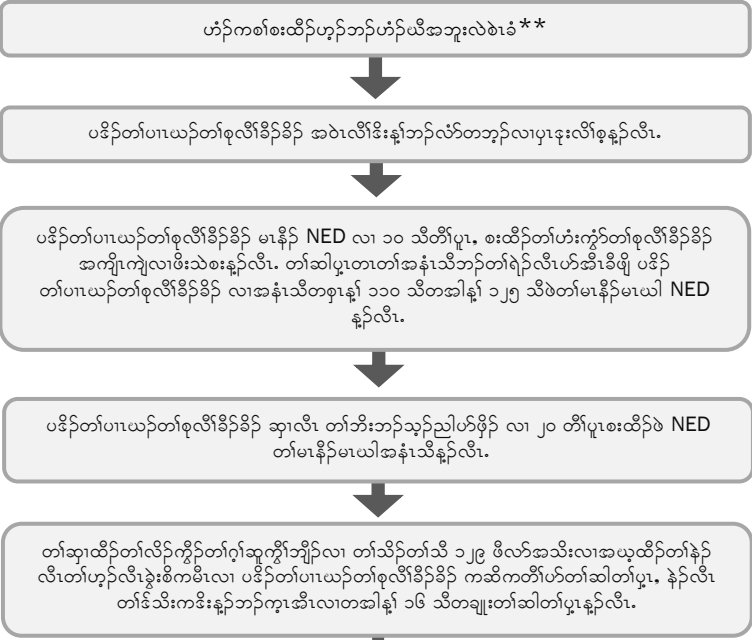 ဟံၣ်ကစၢ်စးထီၣ်ဟ့ၣ်ဘၣ်ဟံၣ်ဃီအဘူးလဲစဲးခံ**
ပဒိၣ်တၢ်ပၢၤဃၣ်တၢ်စုလီၢ်ခီၣ်ခိၣ် အဝဲၤလီၢ်ဒိးန့ၢ်ဘၣ်လံာ်တဘ့ၣ်လၢပှၤဒုးလိၢ်စ့န့ၣ်လီၤ.
ပဒိၣ်တၢ်ပၢၤဃၣ်တၢ်စုလီၢ်ခီၣ်ခိၣ် မၤနီၣ် NED လၢ ၁၀ သီတီၢ်ပူၤ, စးထီၣ်တၢ်ဟံးကွံာ်တၢ်စုလီၢ်ခီၣ်ခိၣ်
အကျိၤကျဲလၢဖိးသဲစးန့ၣ်လီၤ. တၢ်ဆါပှ့ၤတၤတၢ်အနံၤသီဘၣ်တၢ်ရဲၣ်လီၤဟ်အီၤခီဖျိ ပဒိၣ်
တၢ်ပၢၤဃၣ်တၢ်စုလီၢ်ခီၣ်ခိၣ် လၢအနံၤသီတစှၤန့ၢ် ၁၁၀ သီတအါန့ၢ် ၁၂၅ သီဖဲတၢ်မၤနီၣ်မၤဃါ NED
န့ၣ်လီၤ.
ပဒိၣ်တၢ်ပၢၤဃၣ်တၢ်စုလီၢ်ခီၣ်ခိၣ် ဆှၢလီၤ တၢ်ဘိးဘၣ်သ့ၣ်ညါဟ်ဖှိၣ် လၢ ၂၀ တီၢ်ပူၤစးထီၣ်ဖဲ NED
တၢ်မၤနီၣ်မၤဃါအနံၤသီန့ၣ်လီၤ.
တၢ်ဆှၢထီၣ်တၢ်လိၣ်ကွီၣ်တၢ်ဂ့ၢ်ဆူကွီၢ်ဘျီၣ်လၢ တၢ်သိၣ်တၢ်သီ ၁၂၉ ဖီလာ်အသိးလၢအဃ့ထီၣ်တၢ်နဲၣ်
လီၤတၢ်ဟ့ၣ်လီၤခွဲးစိကမီၤလၢ ပဒိၣ်တၢ်ပၢၤဃၣ်တၢ်စုလီၢ်ခီၣ်ခိၣ် ကဆိကတီၢ်ဟ်တၢ်ဆါတၢ်ပှ့ၤ, နဲၣ်လီၤ
တၢ်ဒ်သိးကဒိးန့ၣ်ဘၣ်က့ၤအီၤလၢတအါန့ၢ် ၁၆ သီတချုးတၢ်ဆါတၢ်ပှ့ၤန့ၣ်လီၤ.